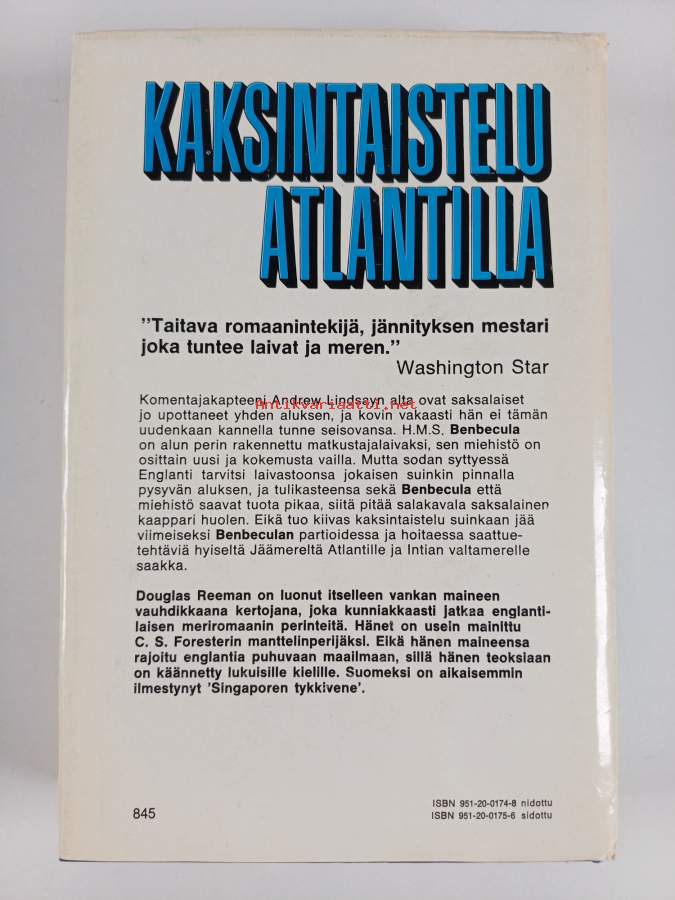 KAKSINTAISTELU
ATLANTILLA
"Taitava romaanintekijä, jännityksen mestari
joka tuntee laivat ja meren."
Washington Star
Komentajakapteeni Andrew Lindsayn alta ovat saksalaiset
Antikvariaatti.net
jo upottaneet yhden aluksen, ja kovin vakaasti hän ei tämän
uudenkaan kannella tunne seisovansa. H.M.S. Benbecula
on alun perin rakennettu matkustajalaivaksi, sen miehistö on
osittain uusi ja kokemusta vailla. Mutta sodan syttyessä
Englanti tarvitsi laivastoonsa jokaisen suinkin pinnalla
pysyvän aluksen, ja tulikasteensa sekä Benbecula että
miehistö saavat tuota pikaa, siitä pitää salakavala saksalainen
kaappari huolen. Eikä tuo kiivas kaksintaistelu suinkaan jää
viimeiseksi Benbeculan partioidessa ja hoitaessa saattue-
tehtäviä hyiseltä Jäämereltä Atlantille ja Intian valtamerelle
saakka.
Douglas Reeman on luonut itselleen vankan maineen
vauhdikkaana kertojana, joka kunniakkaasti jatkaa englanti-
laisen meriromaanin perinteitä. Hänet on usein mainittu
C. S. Foresterin manttelinperijäksi. Eikä hänen maineensa
rajoitu englantia puhuvaan maailmaan, sillä hänen teoksiaan
on käännetty lukuisille kielille. Suomeksi on aikaisemmin
ilmestynyt 'Singaporen tykkivene'.
845
ISBN 951-20-0174-8 nidottu
ISBN 951-20-0175-6 sidottu